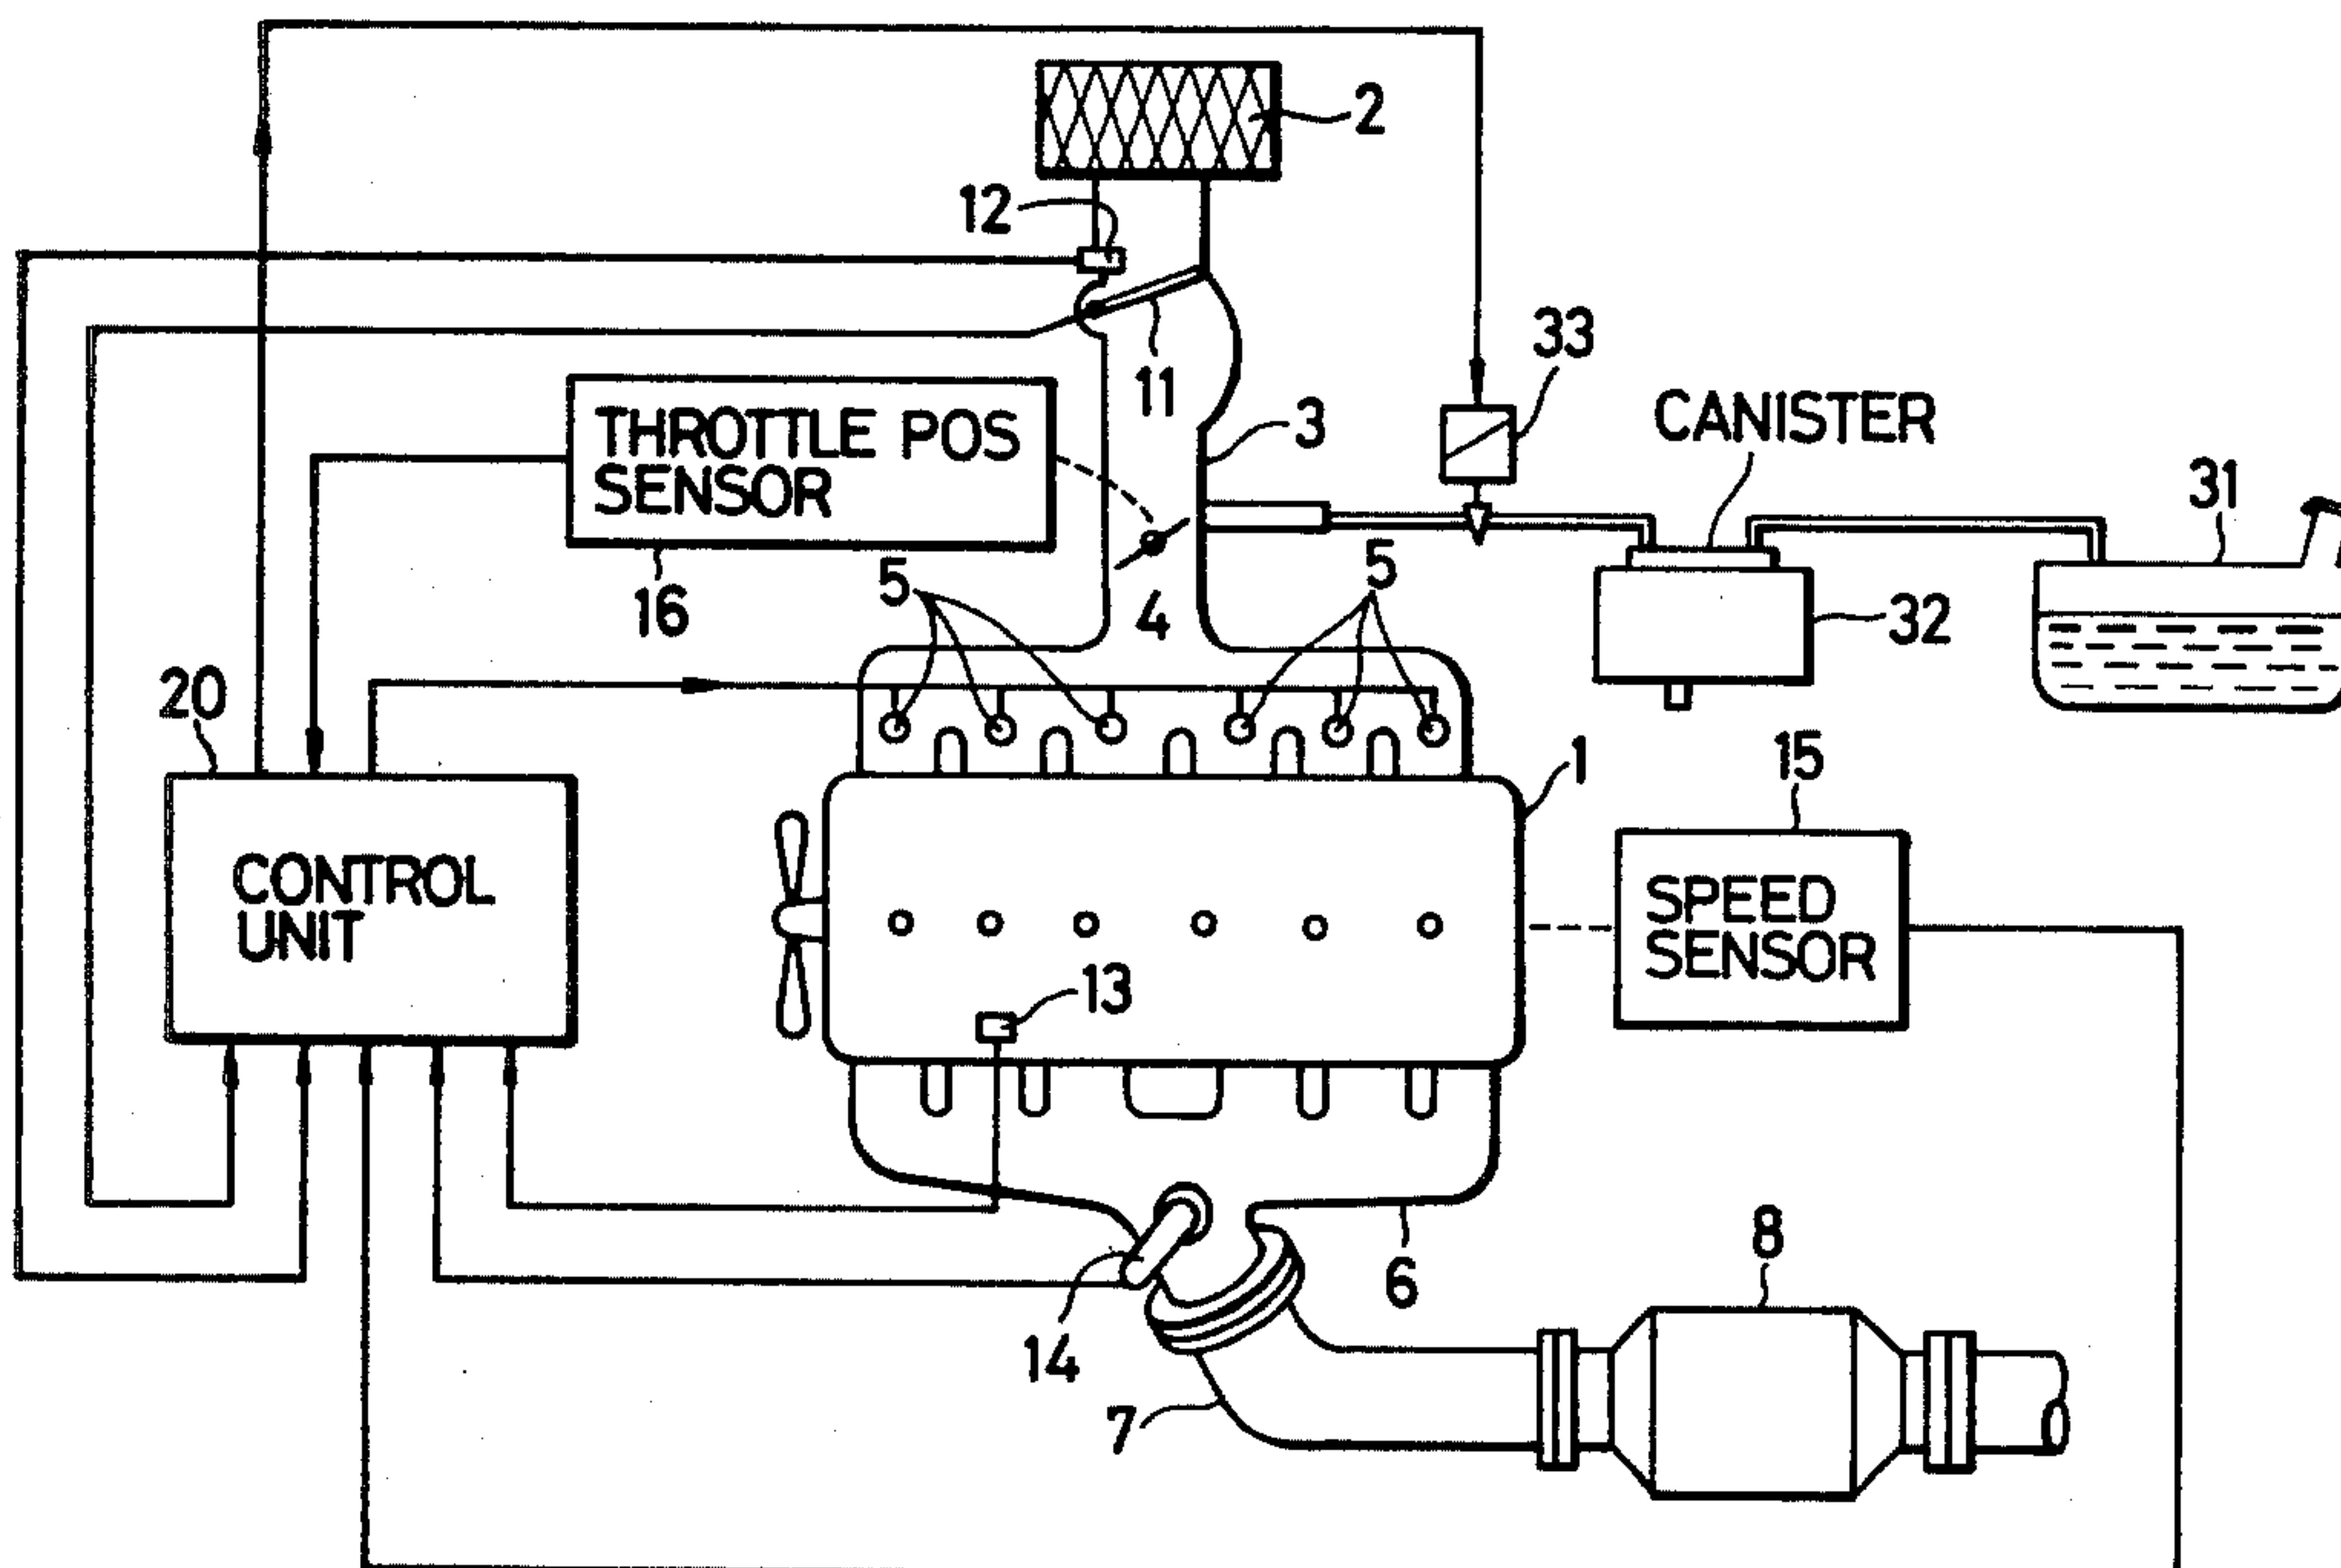 2
12
33
11
3
CANISTER
THROTTLE POS
SENSOR
31
16
5
5
4
32
20
1
15
CONTROL
UNIT
SPEED
SENSOR
13
8
6
14
7